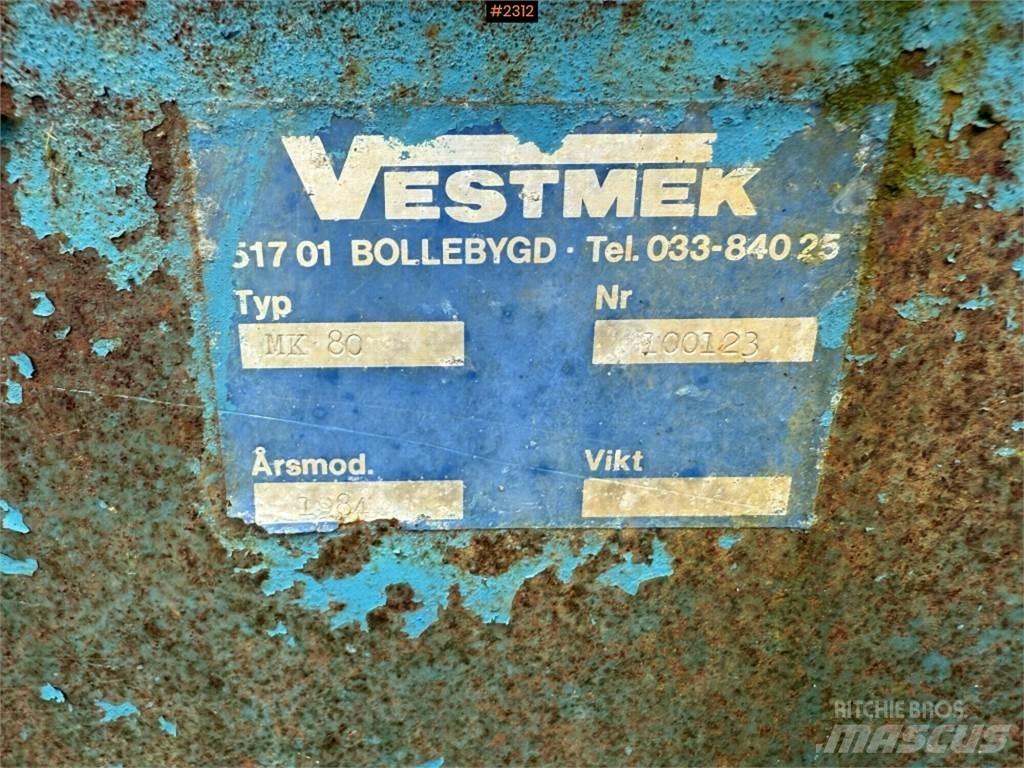 #2312
VESTMEK
517 01 BOLLEBYGD · Tel. 033-840 25
Typ Nr
MK 80 100123
Årsmod. Vikt
1984
RITCHIE BROS.
MASCUS